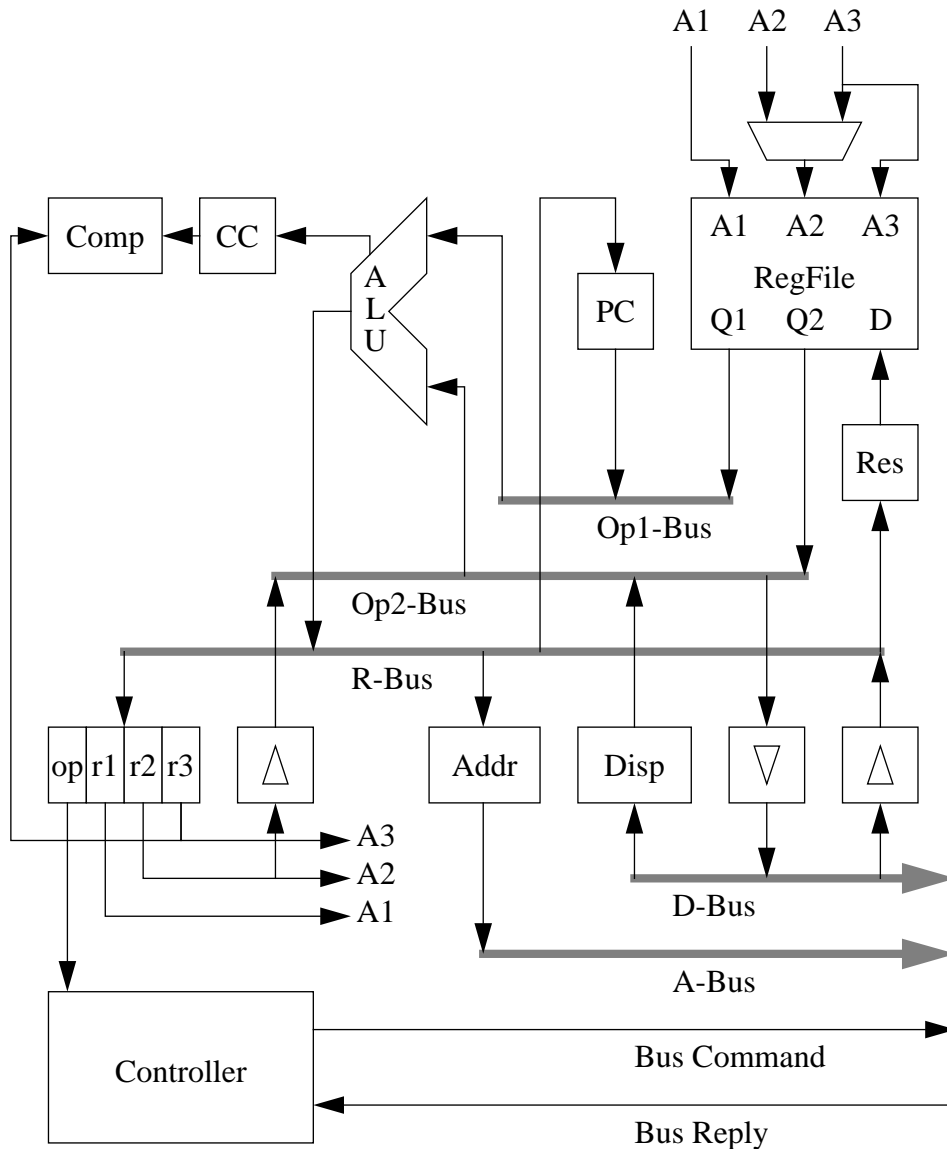 A1 A2 A3
Comp CC
A1 A2 A3
RegFile
Q1 Q2 D
A
L
U
PC
Res
Op1-Bus
Op2-Bus
R-Bus
op r1 r2 r3
Addr Disp
A3
A2
A1
D-Bus
A-Bus
Controller
Bus Command
Bus Reply